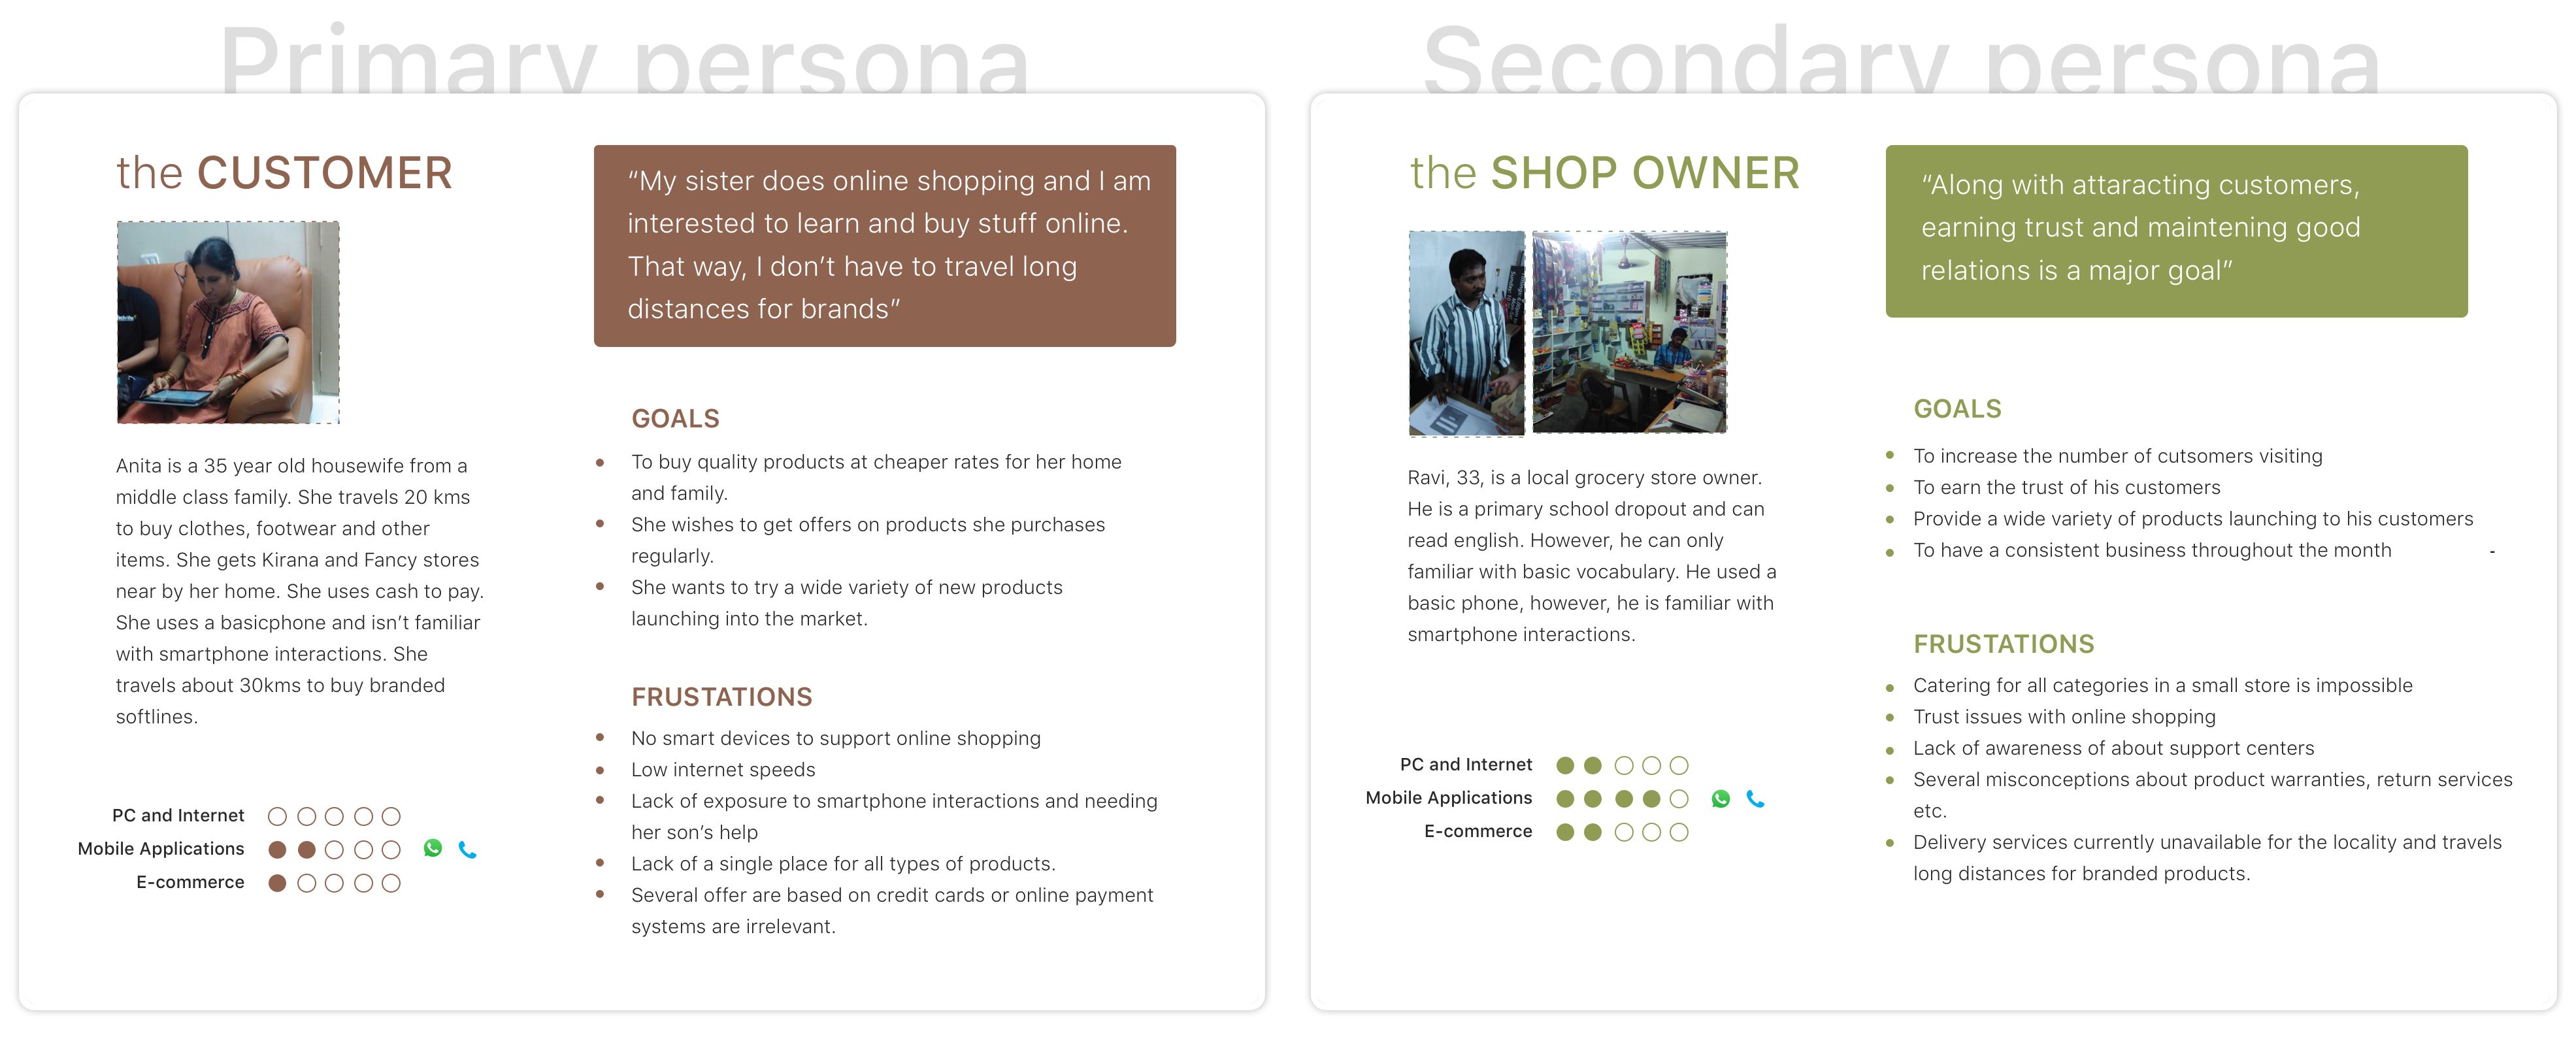 Primary persona
the CUSTOMER
“My sister does online shopping and I am
interested to learn and buy stuff online.
That way, I don’t have to travel long
distances for brands”
Anita is a 35 year old housewife from a
middle class family. She travels 20 kms
to buy clothes, footwear and other
items. She gets Kirana and Fancy stores
near by her home. She uses cash to pay.
She uses a basicphone and isn’t familiar
with smartphone interactions. She
travels about 30kms to buy branded
softlines.
PC and Internet
Mobile Applications
E-commerce
GOALS
• To buy quality products at cheaper rates for her home
and family.
• She wishes to get offers on products she purchases
regularly.
• She wants to try a wide variety of new products
launching into the market.
FRUSTATIONS
• No smart devices to support online shopping
• Low internet speeds
• Lack of exposure to smartphone interactions and needing
her son’s help
• Lack of a single place for all types of products.
• Several offer are based on credit cards or online payment
systems are irrelevant.
Secondary persona
the SHOP OWNER
“Along with attaracting customers,
earning trust and maintening good
relations is a major goal”
Ravi, 33, is a local grocery store owner.
He is a primary school dropout and can
read english. However, he can only
familiar with basic vocabulary. He used a
basic phone, however, he is familiar with
smartphone interactions.
PC and Internet
Mobile Applications
E-commerce
GOALS
• To increase the number of cutsomers visiting
• To earn the trust of his customers
• Provide a wide variety of products launching to his customers
• To have a consistent business throughout the month -
FRUSTATIONS
• Catering for all categories in a small store is impossible
• Trust issues with online shopping
• Lack of awareness of about support centers
• Several misconceptions about product warranties, return services
etc.
• Delivery services currently unavailable for the locality and travels
long distances for branded products.